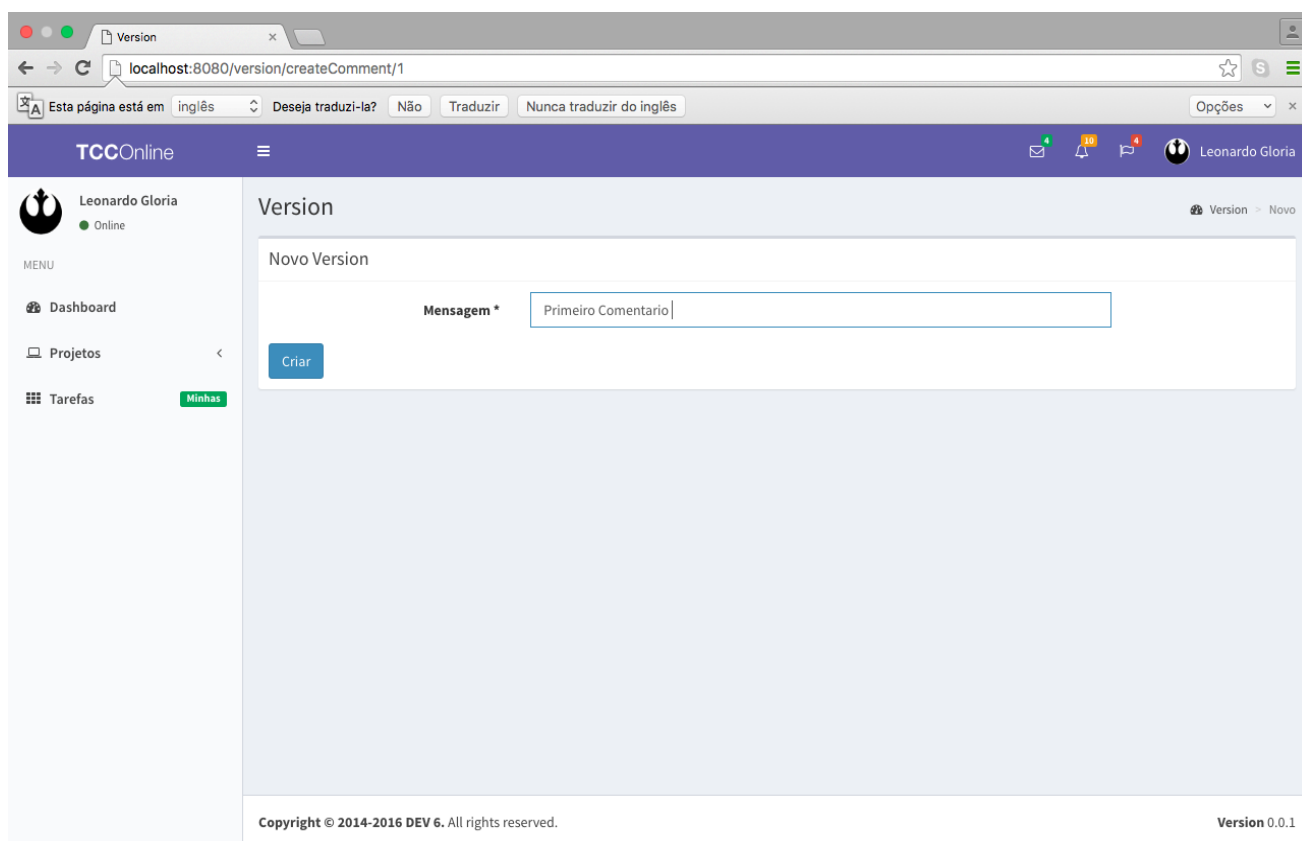 Version
localhost:8080/version/createComment/1
Esta página está em inglês Deseja traduzi-la? Não Traduzir Nunca traduzir do inglês Opções
TCCOnline 4 10 4 Leonardo Gloria
Leonardo Gloria
Online
Version
Version > Novo
MENU
Novo Version
Dashboard
Mensagem * Primeiro Comentario
Projetos
Criar
Tarefas Minhas
Copyright © 2014-2016 DEV 6. All rights reserved. Version 0.0.1